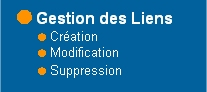 Gestion des Liens
Création
Modification
Suppression